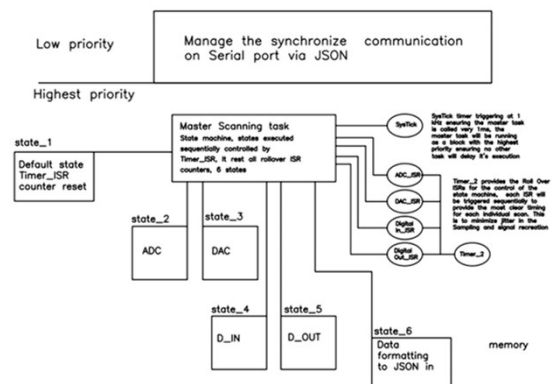 Low priority
Manage the synchronize communication
on Serial port via JSON
Highest priority
Master Scanning task
State machine, states executed
sequentially controlled by
Timer_ISR, it rest all rollover ISR
counters, 6 states
SysTick
SysTick timer triggering at 1
kHz ensuring the master task
is called very 1ms, the
master task will be running
as a block with the highest
priority enuring no other
task will delay it's execution
state_1
Default state
Timer_ISR
counter reset
ADC_ISR
DAC_ISR
Digital
In_ISR
Digital
Out_ISR
Timer_2
Timer_2 provides the Roll Over
ISRs for the control of the
state machine, each ISR will
be triggered sequentially to
provide the most clear timing
for each individual scan. This
is to minimize jitter in the
Sampling and signal recreation
state_2
ADC
state_3
DAC
state_4
D_IN
state_5
D_OUT
state_6
Data
formatting
to JSON in
memory